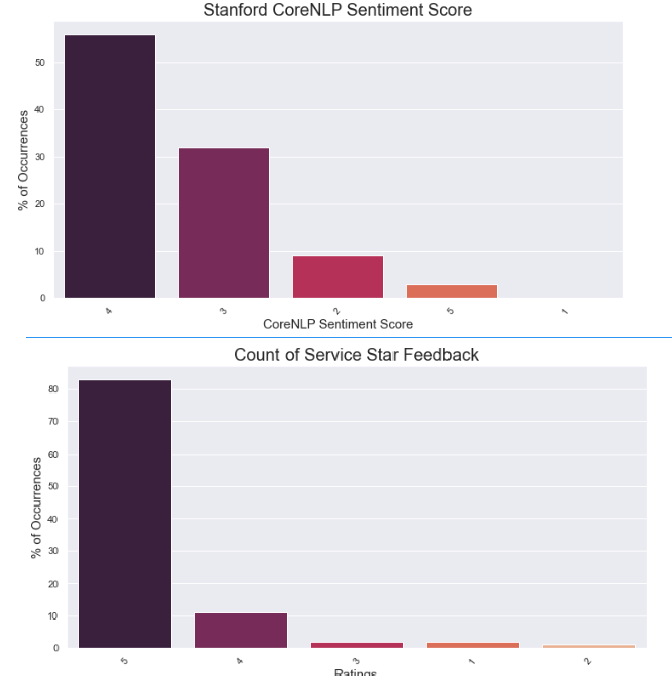 Stanford CoreNLP Sentiment Score
% of Occurrences
50
40
30
20
10
0
4 3 2 5 1
CoreNLP Sentiment Score
Count of Service Star Feedback
% of Occurrences
80
70
60
50
40
30
20
10
0
5 4 3 1 2
Ratings